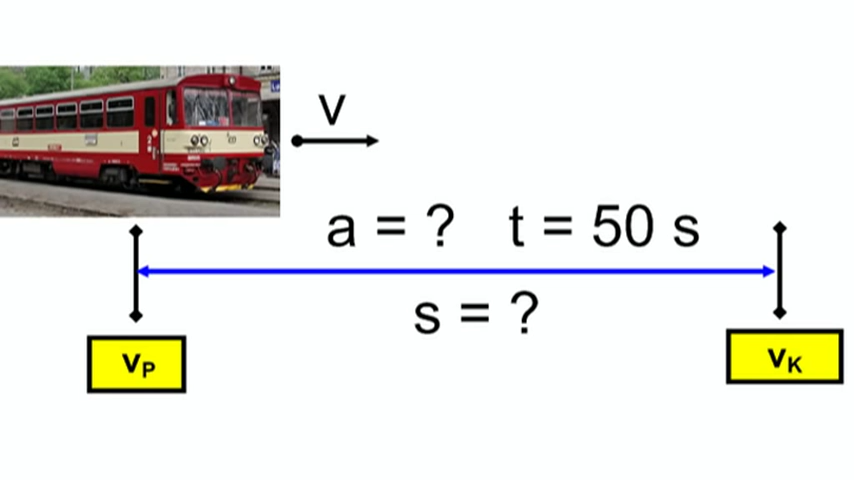 v
a = ? t = 50 s
s = ?
vP
vK